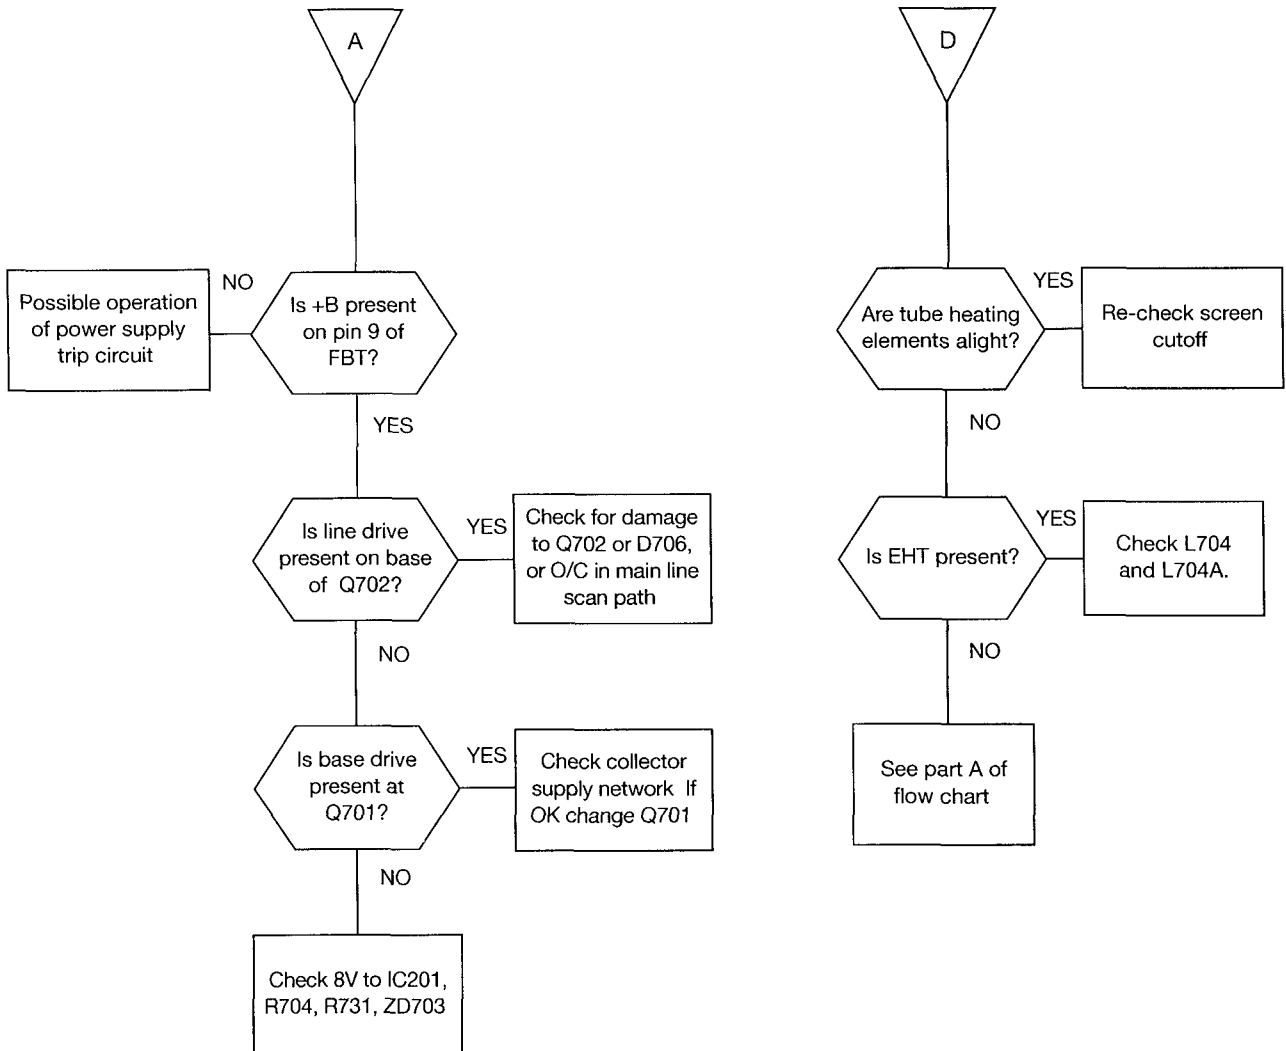 A
NO
Possible operation
of power supply
trip circuit
Is +B present
on pin 9 of
FBT?
YES
Is line drive
present on base
of Q702?
YES
Check for damage
to Q702 or D706,
or O/C in main line
scan path
NO
Is base drive
present at
Q701?
YES
Check collector
supply network If
OK change Q701
NO
Check 8V to IC201,
R704, R731, ZD703
D
Are tube heating
elements alight?
YES
Re-check screen
cutoff
NO
Is EHT present?
YES
Check L704
and L704A.
NO
See part A of
flow chart